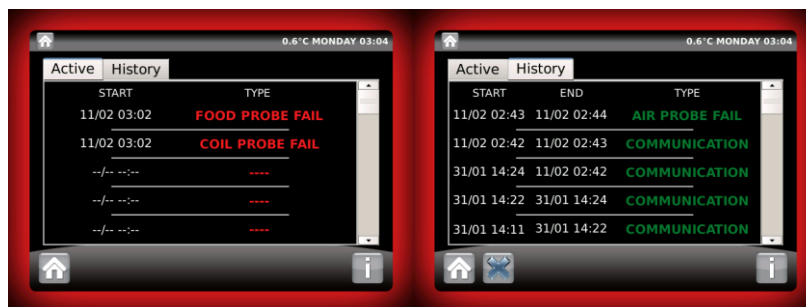 0.6°C MONDAY 03:04
Active History
START TYPE
11/02 03:02 FOOD PROBE FAIL
11/02 03:02 COIL PROBE FAIL
--/-- --:-- ----
--/-- --:-- ----
--/-- --:-- ----
i
0.6°C MONDAY 03:04
Active History
START END TYPE
11/02 02:43 11/02 02:44 AIR PROBE FAIL
11/02 02:42 11/02 02:43 COMMUNICATION
31/01 14:24 11/02 02:42 COMMUNICATION
31/01 14:22 31/01 14:24 COMMUNICATION
31/01 14:11 31/01 14:22 COMMUNICATION
i